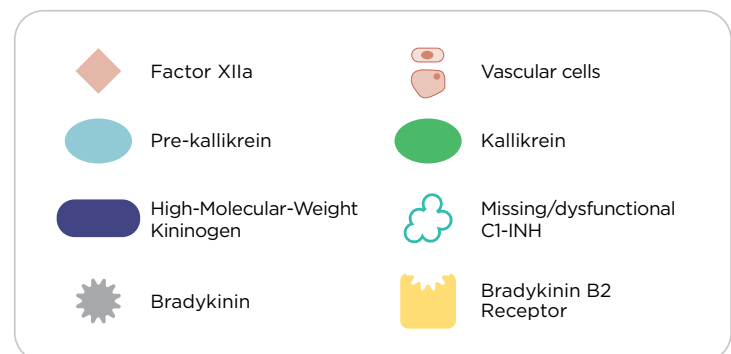 Factor XIIa
Vascular cells
Pre-kallikrein
Kallikrein
High-Molecular-Weight
Kininogen
Missing/dysfunctional
C1-INH
Bradykinin
Bradykinin B2
Receptor